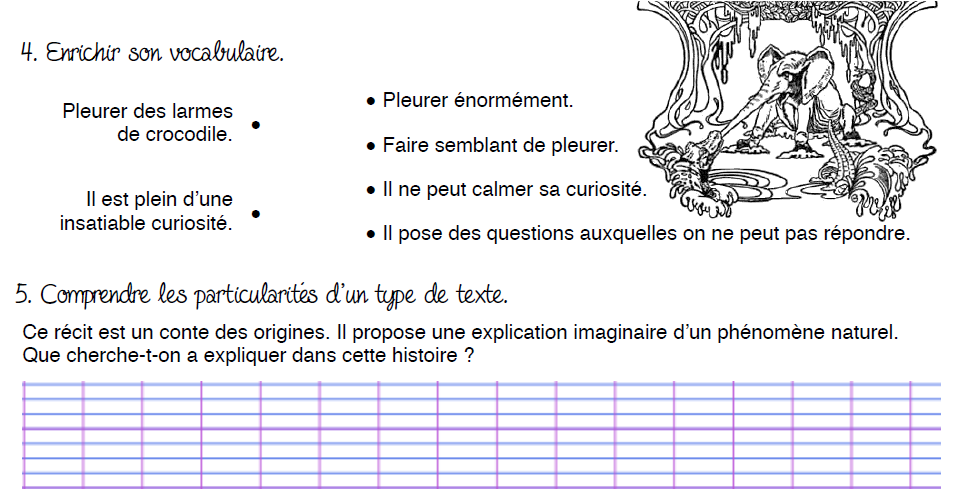 4. Enrichir son vocabulaire.
Pleurer des larmes
de crocodile. •
• Pleurer énormément.
• Faire semblant de pleurer.
Il est plein d'une
insatiable curiosité. •
• Il ne peut calmer sa curiosité.
• Il pose des questions auxquelles on ne peut pas répondre.
5. Comprendre les particularités d'un type de texte.
Ce récit est un conte des origines. Il propose une explication imaginaire d'un phénomène naturel.
Que cherche-t-on a expliquer dans cette histoire ?